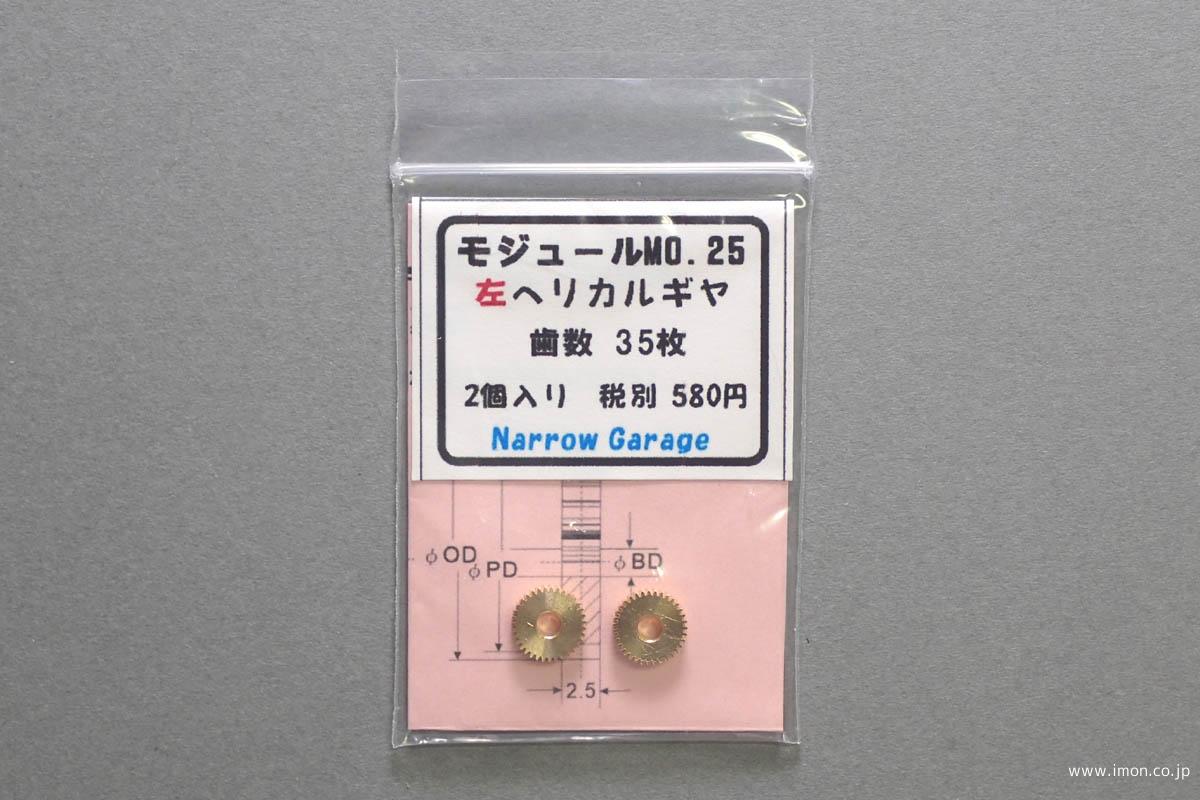 モジュールM0.25
左ヘリカルギヤ
歯数 35枚
2個入り 税別 580円
Narrow Garage
φOD
φPD
φBD
2.5
www.imon.co.jp